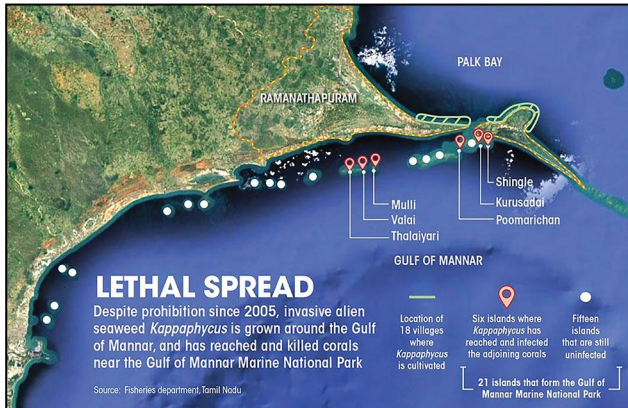 PALK BAY
RAMANATHAPURAM
Shingle
Mulli
Kurusadai
Valai
Poomarichan
Thalaiyari
GULF OF MANNAR
LETHAL SPREAD
Despite prohibition since 2005, invasive alien
seaweed Kappaphycus is grown around the Gulf
of Mannar, and has reached and killed corals
near the Gulf of Mannar Marine National Park
Source: Fisheries department, Tamil Nadu
Location of
18 villages
where
Kappaphycus
is cultivated
Six islands where
Kappaphycus has
reached and infected
the adjoining corals
Fifteen
islands
that are still
uninfected
21 islands that form the Gulf of
Mannar Marine National Park